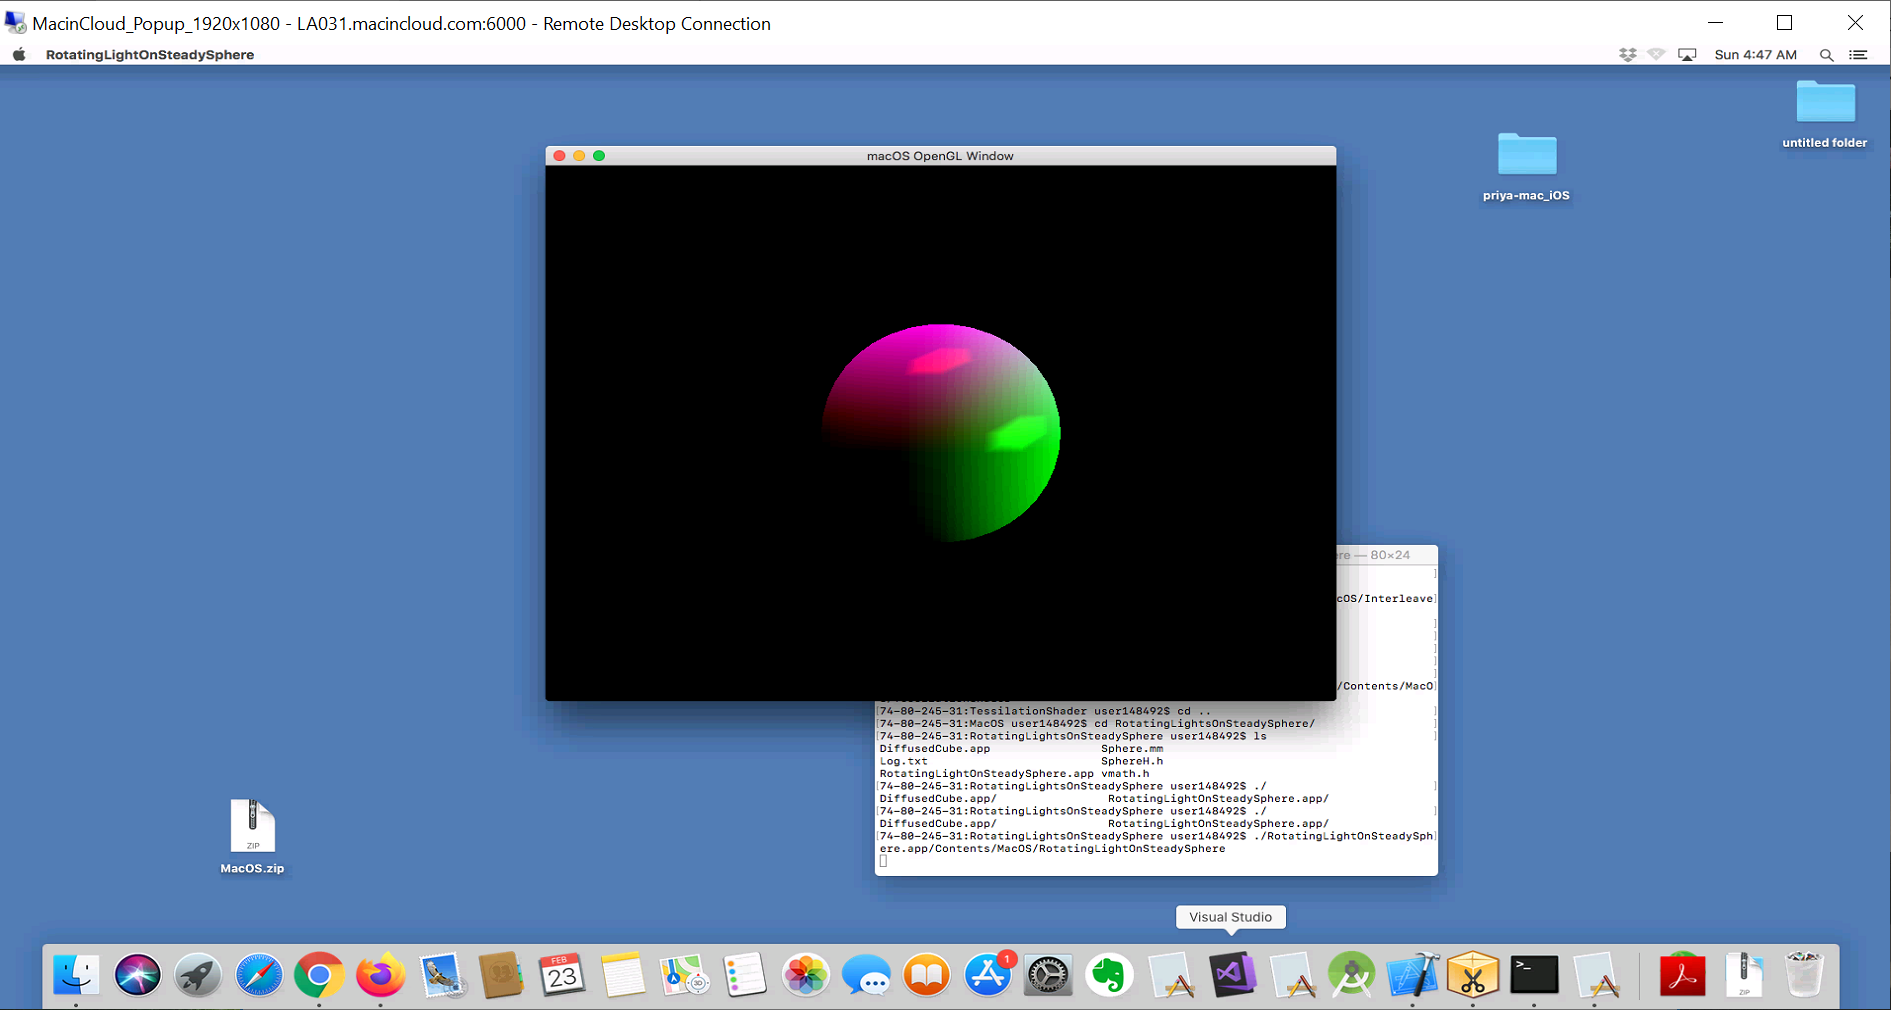 MacinCloud_Popup_1920x1080 - LA031.macincloud.com:6000 - Remote Desktop Connection
RotatingLightOnSteadySphere
Sun 4:47 AM
untitled folder
priya-mac_iOS
macOS OpenGL Window
re — 80×24
]
cOS/Interleave]
]
]
]
]
]
/Contents/MacO]
[74-80-245-31:TessilationShader user148492$ cd .. ]
[74-80-245-31:MacOS user148492$ cd RotatingLightsOnSteadySphere/ ]
[74-80-245-31:RotatingLightsOnSteadySphere user148492$ ls ]
DiffusedCube.app Sphere.mm
Log.txt SphereH.h
RotatingLightOnSteadySphere.app vmath.h
[74-80-245-31:RotatingLightsOnSteadySphere user148492$ ./ ]
DiffusedCube.app/ RotatingLightOnSteadySphere.app/
[74-80-245-31:RotatingLightsOnSteadySphere user148492$ ./ ]
DiffusedCube.app/ RotatingLightOnSteadySphere.app/
[74-80-245-31:RotatingLightsOnSteadySphere user148492$ ./RotatingLightOnSteadySph]
ere.app/Contents/MacOS/RotatingLightOnSteadySphere
ZIP
MacOS.zip
Visual Studio
FEB
23
3D
1
>_
ZIP